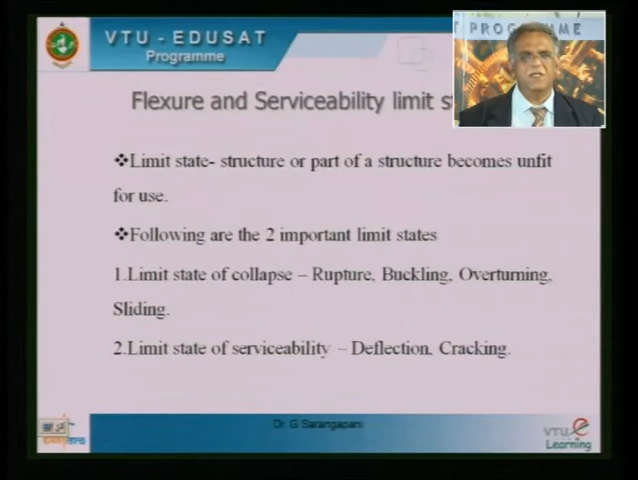 VTU - EDUSAT
Programme
T PROGRAMME
Flexure and Serviceability limit s
❖Limit state- structure or part of a structure becomes unfit
for use.
❖Following are the 2 important limit states
1.Limit state of collapse – Rupture, Buckling, Overturning,
Sliding.
2.Limit state of serviceability – Deflection, Cracking.
Dr. G Sarangapani
VTU e
Learning